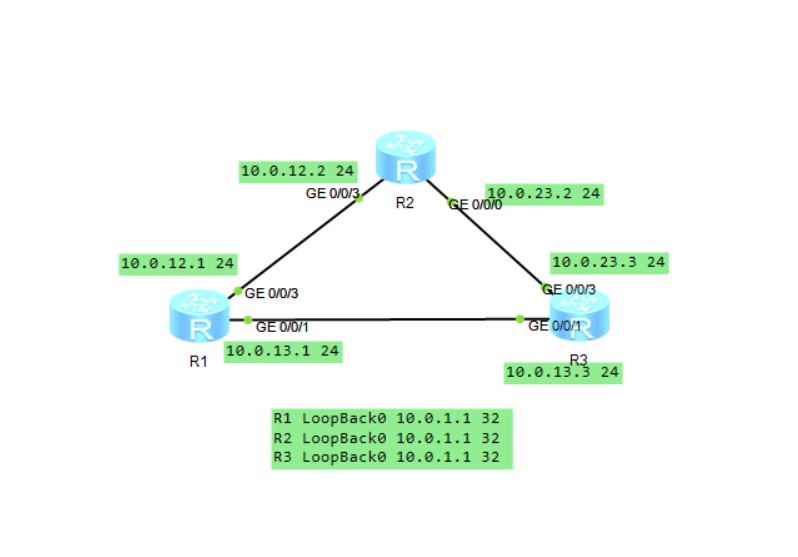 10.0.12.2 24
GE 0/0/3
R
R2
10.0.23.2 24
GE 0/0/0
10.0.12.1 24
GE 0/0/3
R
GE 0/0/1
R1
10.0.13.1 24
10.0.23.3 24
GE 0/0/3
GE 0/0/1
R
R3
10.0.13.3 24
R1 LoopBack0 10.0.1.1 32
R2 LoopBack0 10.0.1.1 32
R3 LoopBack0 10.0.1.1 32